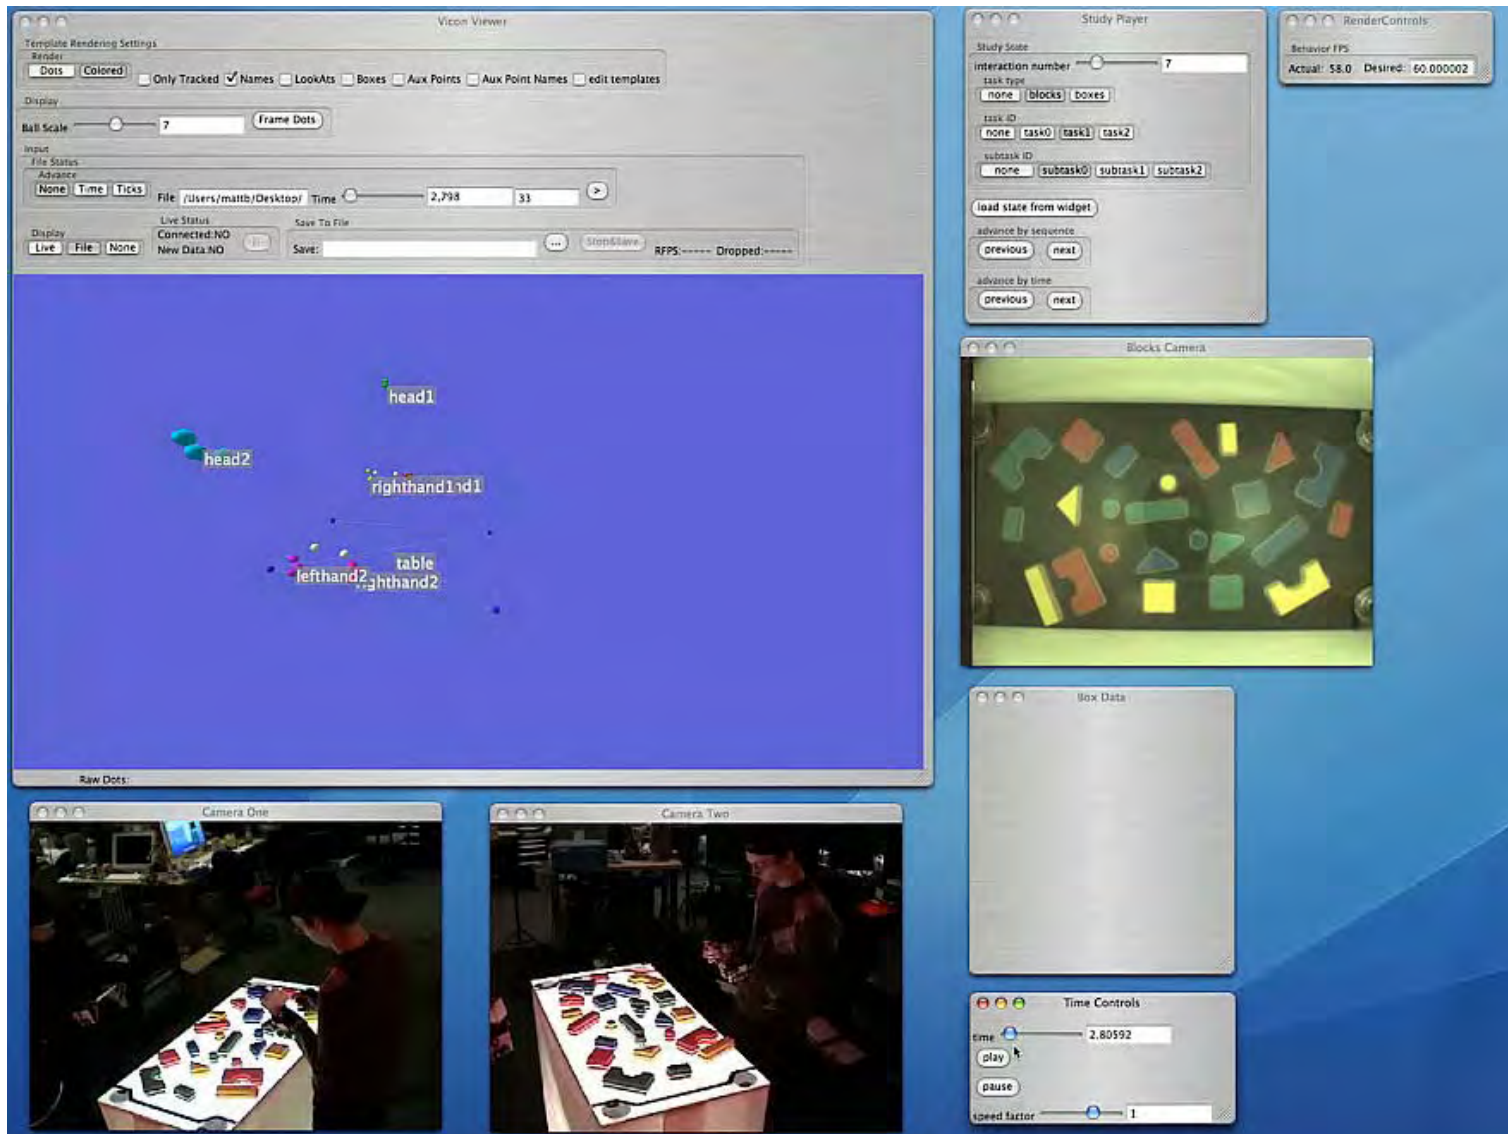 Vicon Viewer
Template Rendering Settings
Render
Dots Colored Only Tracked Names LookAts Boxes Aux Points Aux Point Names edit templates
Display
Ball Scale 7 Frame Dots
Input
File Status
Advance
None Time Ticks File /Users/mattb/Desktop/ Time 2,798 33 >
Display
Live File None
Live Status
Connected:NO
New Data:NO
Save To File
Save: ... Stop&Save RFPS:----- Dropped:-----
head1
head2
righthand1 nd1
table
lefthand2 righthand2
Raw Dots:
Study Player
Study State
interaction number 7
task type
none blocks boxes
task ID
none task0 task1 task2
subtask ID
none subtask0 subtask1 subtask2
load state from widget
advance by sequence
previous next
advance by time
previous next
RenderControls
Behavior FPS
Actual: 58.0 Desired: 60.000002
Blocks Camera
Box Data
Camera One
Camera Two
Time Controls
time 2.80592
play
pause
speed factor 1